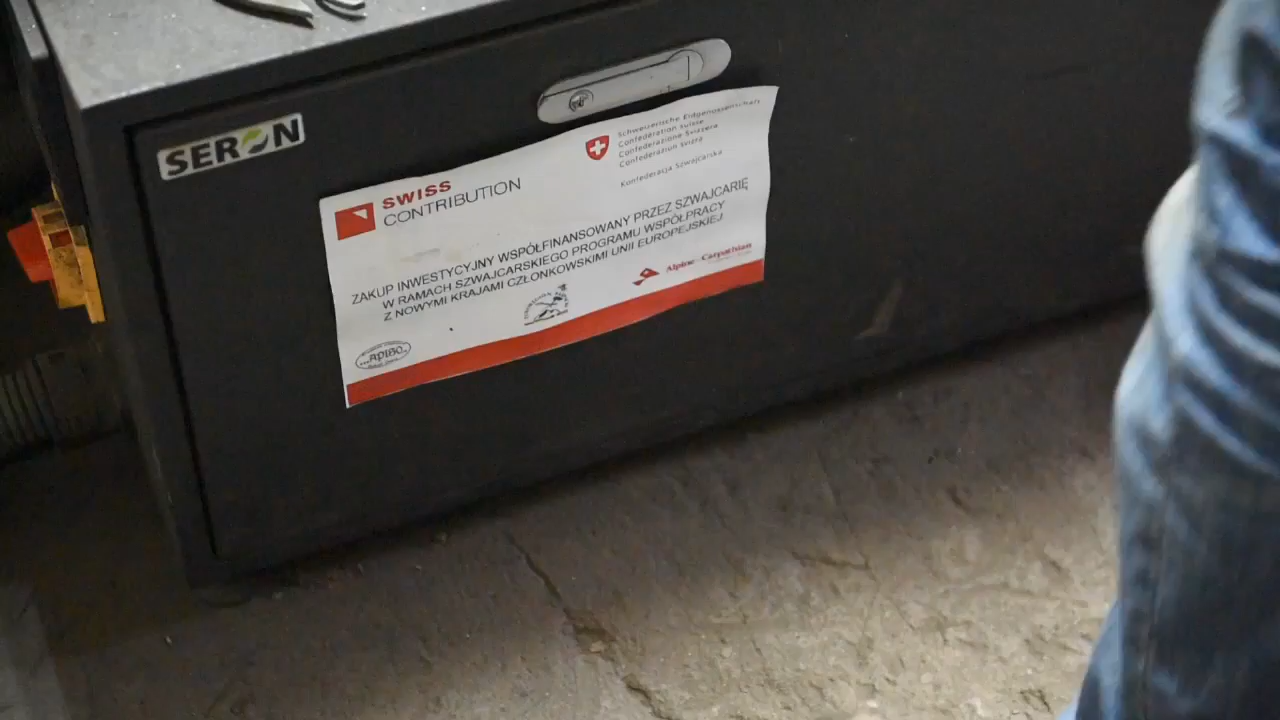 SERON
SWISS
CONTRIBUTION
Schweizerische Eidgenossenschaft
Confédération suisse
Confederazione Svizzera
Confederaziun svizra
Konfederacja Szwajcarska
ZAKUP INWESTYCYJNY WSPÓŁFINANSOWANY PRZEZ SZWAJCARIĘ
W RAMACH SZWAJCARSKIEGO PROGRAMU WSPÓŁPRACY
Z NOWYMI KRAJAMI CZŁONKOWSKIMI UNII EUROPEJSKIEJ
Alpine Carpathian
APIBO